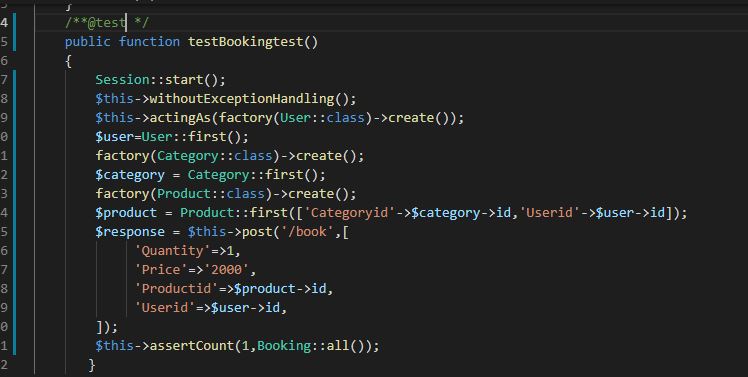 3 }
4 /**@test */
5 public function testBookingtest()
6 {
7 Session::start();
8 $this->withoutExceptionHandling();
9 $this->actingAs(factory(User::class)->create());
0 $user=User::first();
1 factory(Category::class)->create();
2 $category = Category::first();
3 factory(Product::class)->create();
4 $product = Product::first(['Categoryid'->$category->id,'Userid'->$user->id]);
5 $response = $this->post('/book',[
6 'Quantity'=>1,
7 'Price'=>'2000',
8 'Productid'=>$product->id,
9 'Userid'=>$user->id,
0 ]);
1 $this->assertCount(1,Booking::all());
2 }